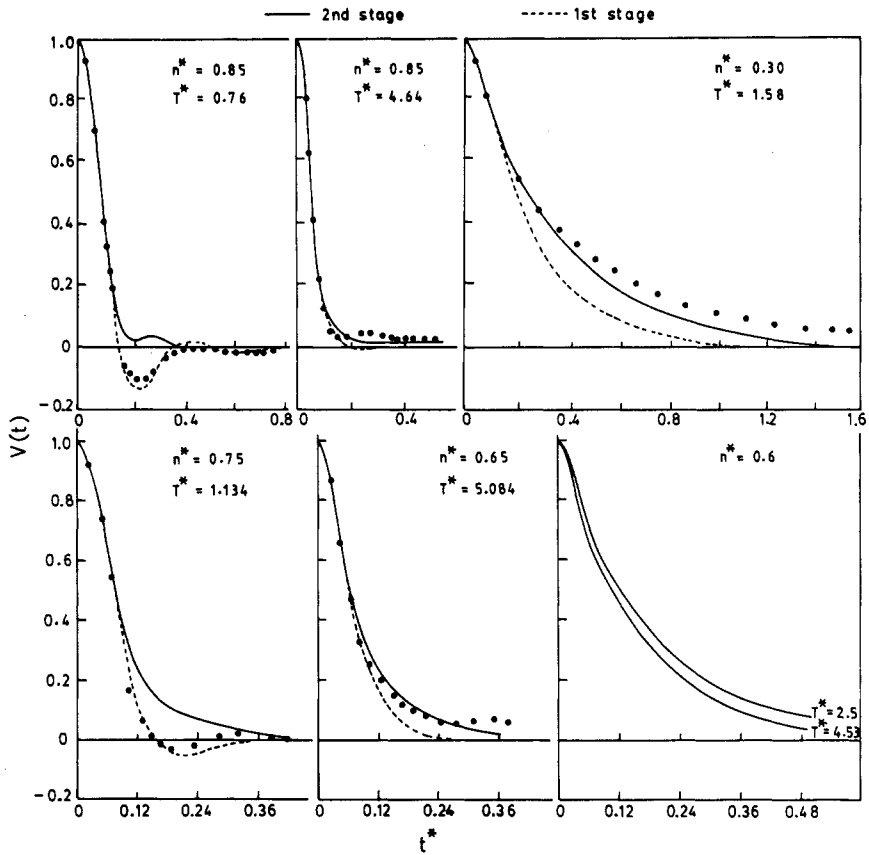 2nd stage 1st stage
1.0
0.8
0.6
0.4
0.2
0
-0.2
n* = 0.85
T* = 0.76
n* = 0.85
T* = 4.64
n* = 0.30
T* = 1.58
0 0.4 0.8
0 0.4
0 0.4 0.8 1.2 1.6
V(t)
1.0
0.8
0.6
0.4
0.2
0
-0.2
n* = 0.75
T* = 1.134
n* = 0.65
T* = 5.084
n* = 0.6
T* = 2.5
T* = 4.53
0 0.12 0.24 0.36
0 0.12 0.24 0.36
0 0.12 0.24 0.36 0.48
t*